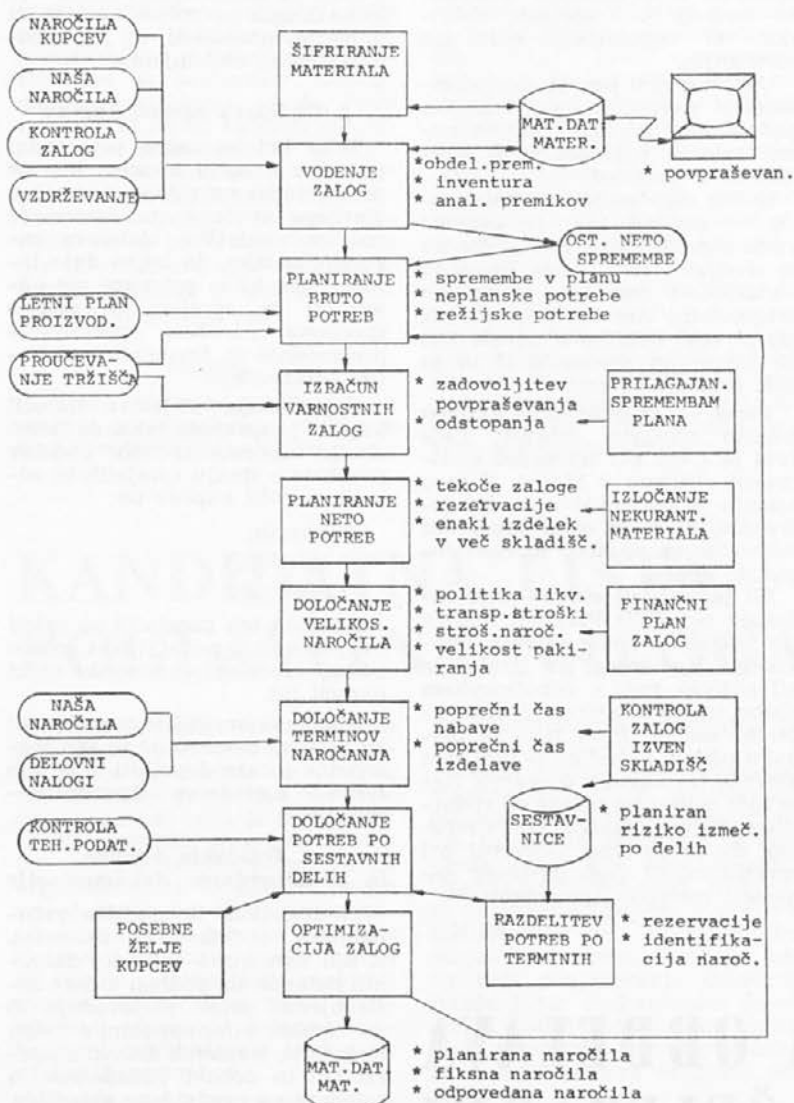 NAROČILA
KUPCEV
NAŠA
NAROČILA
KONTROLA
ZALOG
VZDRŽEVANJE
ŠIFRIRANJE
MATERIALA
MAT.DAT.
MATER.
* povpraševan.
VODENJE
ZALOG
*obdel.prem.
* inventura
* anal. premikov
OST. NETO
SPREMEMBE
PLANIRANJE
BRUTO
POTREB
* spremembe v planu
* neplanske potrebe
* režijske potrebe
LETNI PLAN
PROIZVOD.
PROUČEVA-
NJE TRŽIŠČA
IZRAČUN
VARNOSTNIH
ZALOG
* zadovoljitev
povpraševanja
* odstopanja
PRILAGAJAN.
SPREMEMBAM
PLANA
PLANIRANJE
NETO
POTREB
* tekoče zaloge
* rezervacije
* enaki izdelek
v več skladišč.
IZLOČANJE
NEKURANT.
MATERIALA
DOLOČANJE
VELIKOS.
NAROČILA
* politika likv.
* transp.stroški
* stroš.naroč.
* velikost paki-
ranja
FINANČNI
PLAN
ZALOG
NAŠA
NAROČILA
DELOVNI
NALOGI
DOLOČANJE
TERMINOV
NAROČANJA
* poprečni čas
nabave
* poprečni čas
izdelave
KONTROLA
ZALOG
IZVEN
SKLADIŠČ
KONTROLA
TEH.PODAT.
DOLOČANJE
POTREB PO
SESTAVNIH
DELIH
SESTAV-
NICE
* planiran
riziko izmeč.
po delih
POSEBNE
ŽELJE
KUPCEV
OPTIMIZA-
CIJA ZALOG
RAZDELITEV
POTREB PO
TERMINIH
* rezervacije
* identifika-
cija naroč.
MAT.DAT.
MAT.
* planirana naročila
* fiksna naročila
* odpovedana naročila